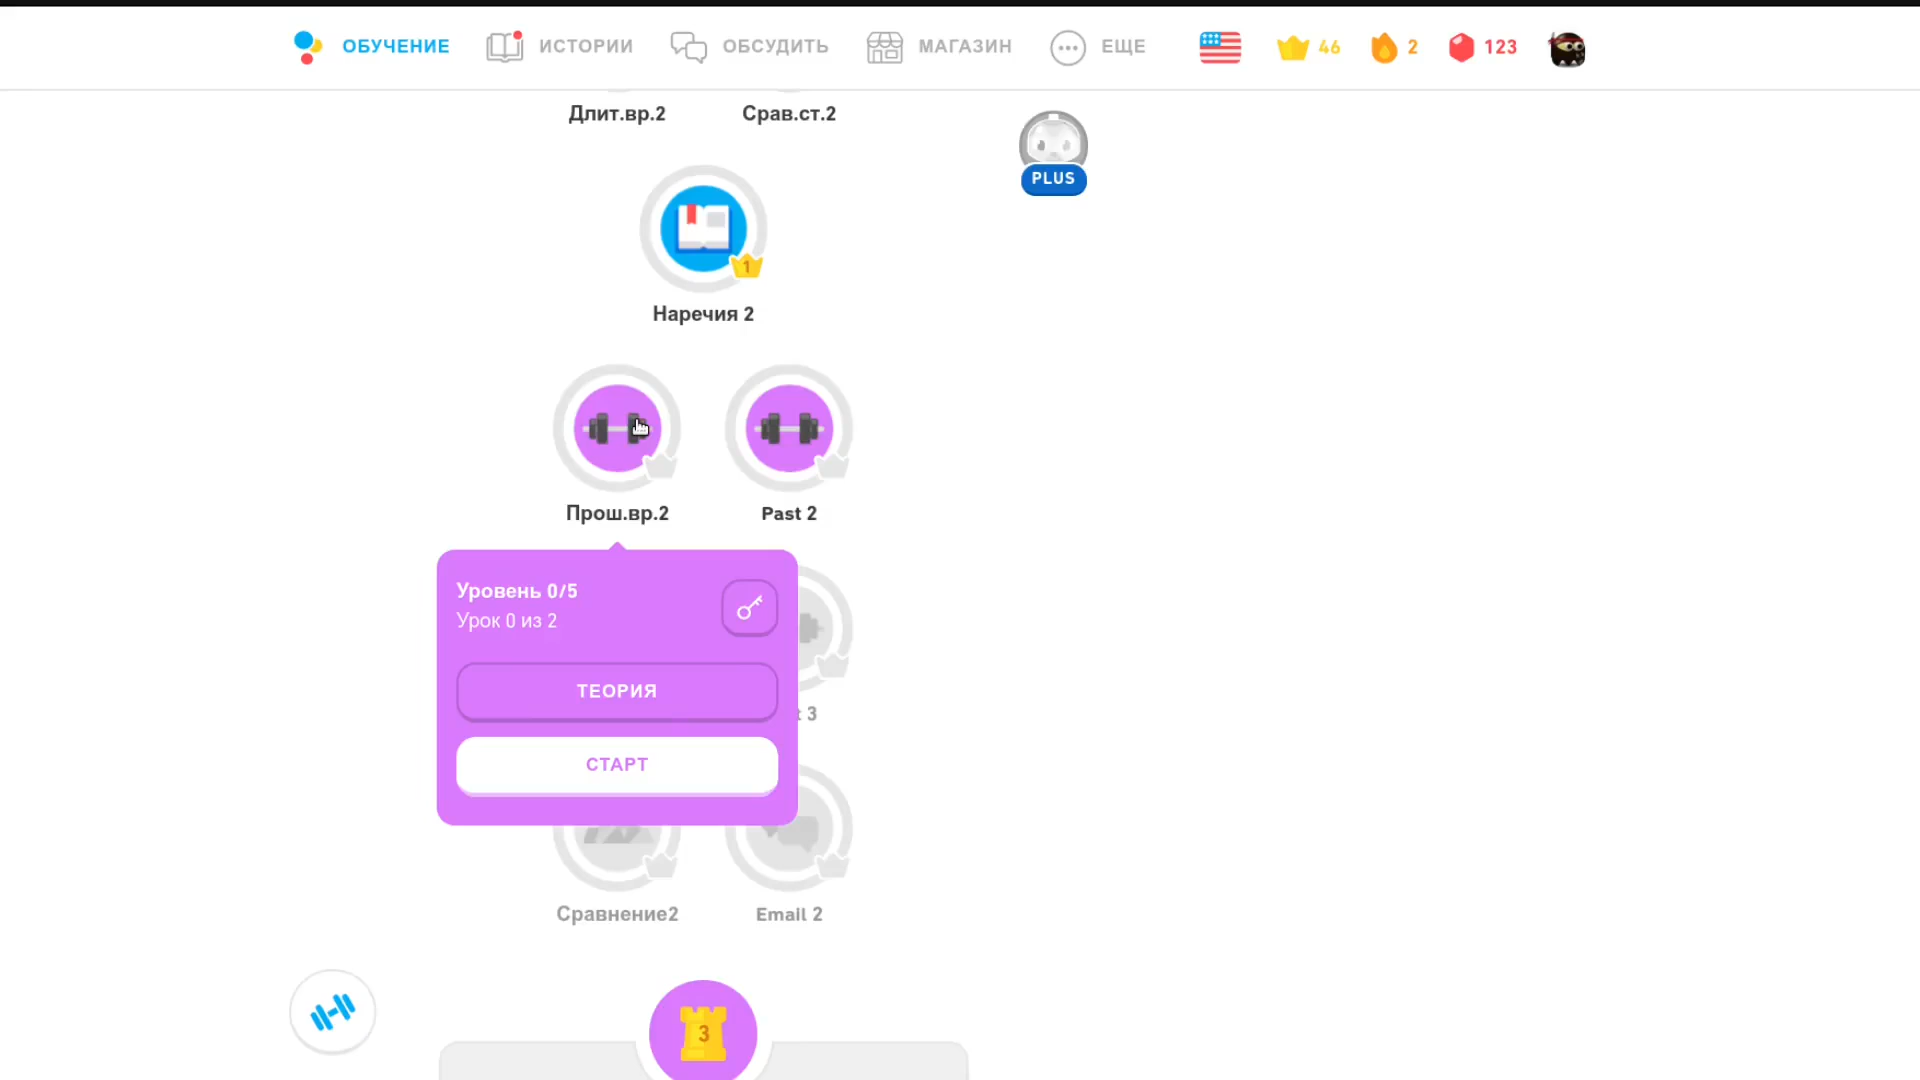 ОБУЧЕНИЕ
ИСТОРИИ
ОБСУДИТЬ
МАГАЗИН
ЕЩЕ
46
2
123
Длит.вр.2
Срав.ст.2
PLUS
1
Наречия 2
Прош.вр.2
Past 2
Уровень 0/5
Урок 0 из 2
ТЕОРИЯ
СТАРТ
3
Сравнение2
Email 2
3